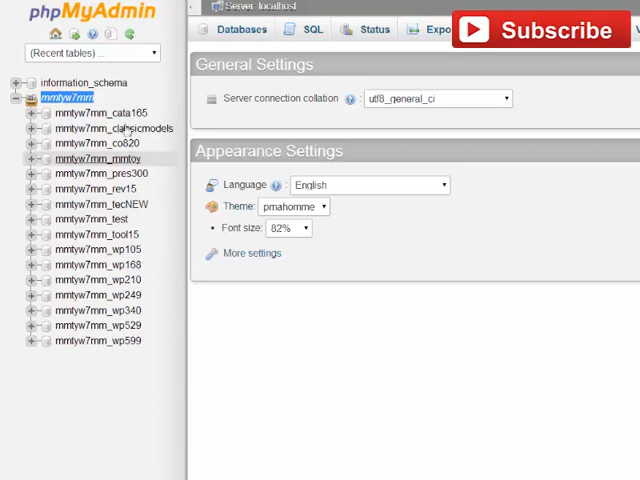 phpMyAdmin
(Recent tables) ...
information_schema
mmtyw7mm
mmtyw7mm_cata165
mmtyw7mm_classicmodels
mmtyw7mm_co820
mmtyw7mm_mmtoy
mmtyw7mm_pres300
mmtyw7mm_rev15
mmtyw7mm_tecNEW
mmtyw7mm_test
mmtyw7mm_tool15
mmtyw7mm_wp105
mmtyw7mm_wp168
mmtyw7mm_wp210
mmtyw7mm_wp249
mmtyw7mm_wp340
mmtyw7mm_wp529
mmtyw7mm_wp599
Server: localhost
Databases SQL Status Expo
Subscribe
General Settings
Server connection collation : utf8_general_ci
Appearance Settings
Language : English
Theme: pmahomme
• Font size: 82%
More settings